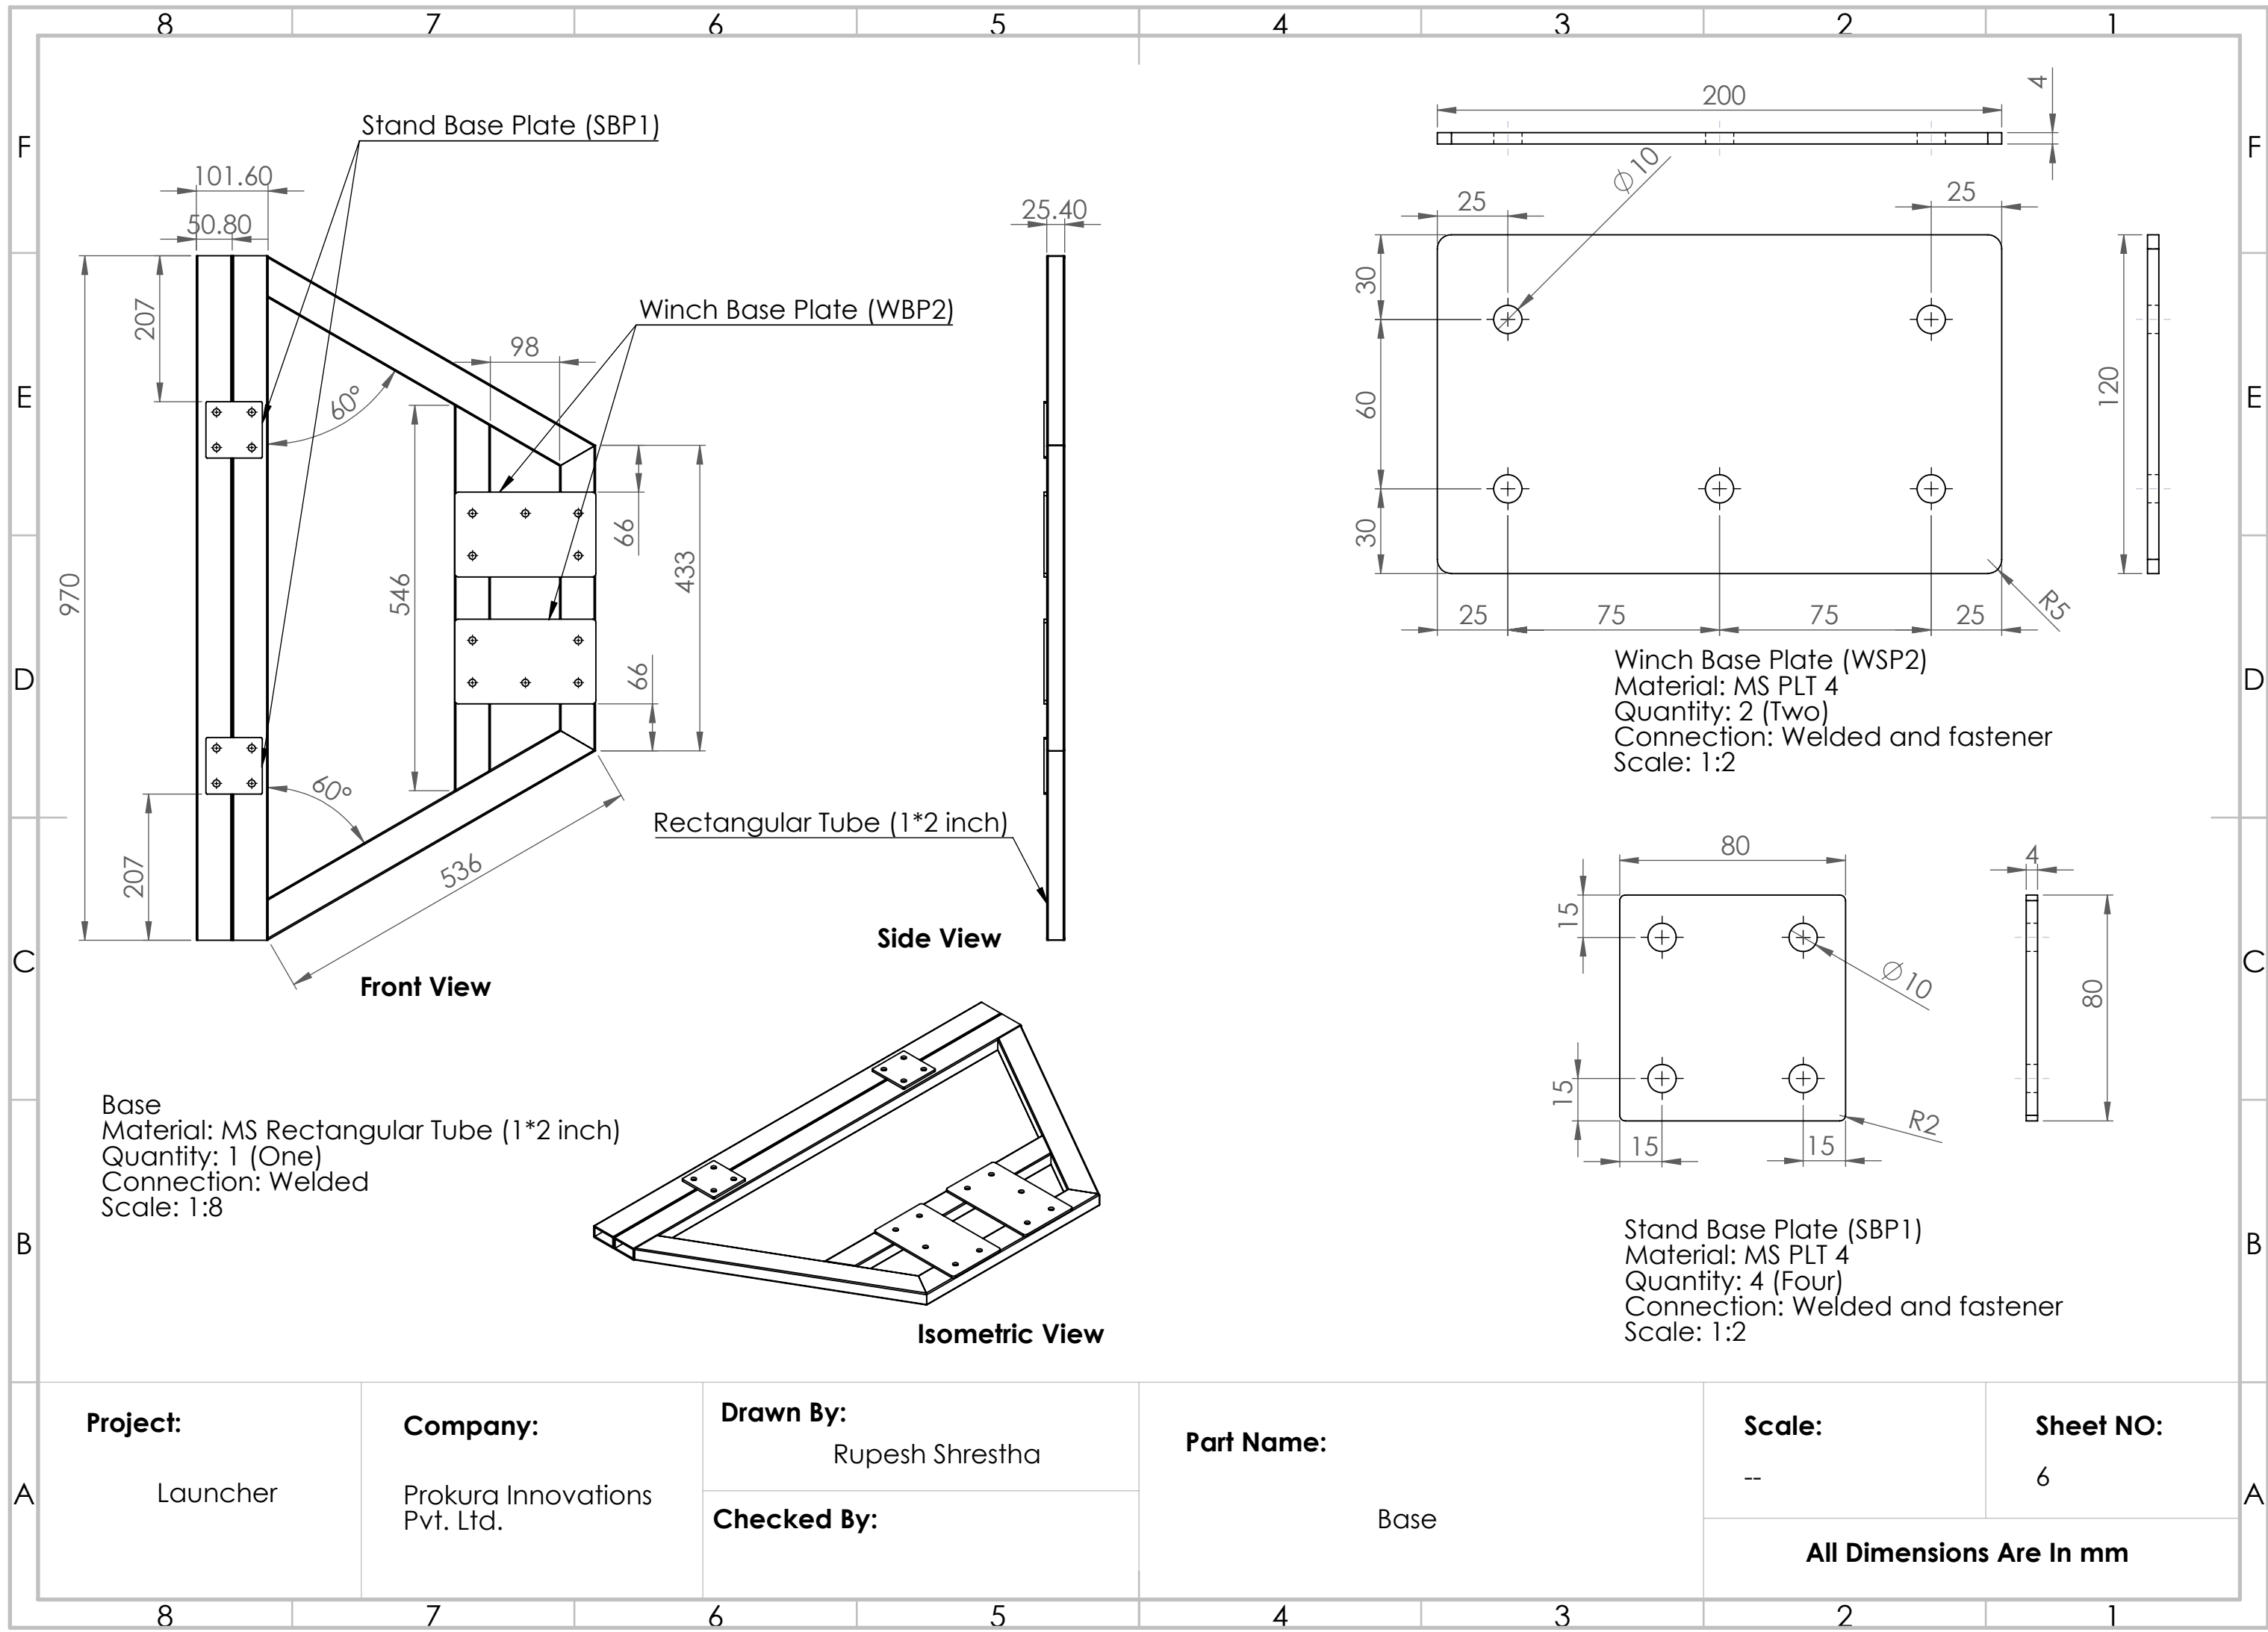 8 7 6 5 4 3 2 1
F
E
D
C
B
A
F
E
D
C
B
A
Stand Base Plate (SBP1)
101.60
50.80
207
970
207
60°
60°
Winch Base Plate (WBP2)
98
546
66
433
66
536
Front View
25.40
Rectangular Tube (1*2 inch)
Side View
Isometric View
Base
Material: MS Rectangular Tube (1*2 inch)
Quantity: 1 (One)
Connection: Welded
Scale: 1:8
200
4
∅10
25
25
30
60
30
120
25
75
75
25
R5
Winch Base Plate (WSP2)
Material: MS PLT 4
Quantity: 2 (Two)
Connection: Welded and fastener
Scale: 1:2
80
4
15
∅10
80
15
R2
15
15
Stand Base Plate (SBP1)
Material: MS PLT 4
Quantity: 4 (Four)
Connection: Welded and fastener
Scale: 1:2
Project:
Launcher
Company:
Prokura Innovations
Pvt. Ltd.
Drawn By:
Rupesh Shrestha
Checked By:
Part Name:
Base
Scale:
--
Sheet NO:
6
All Dimensions Are In mm
8 7 6 5 4 3 2 1